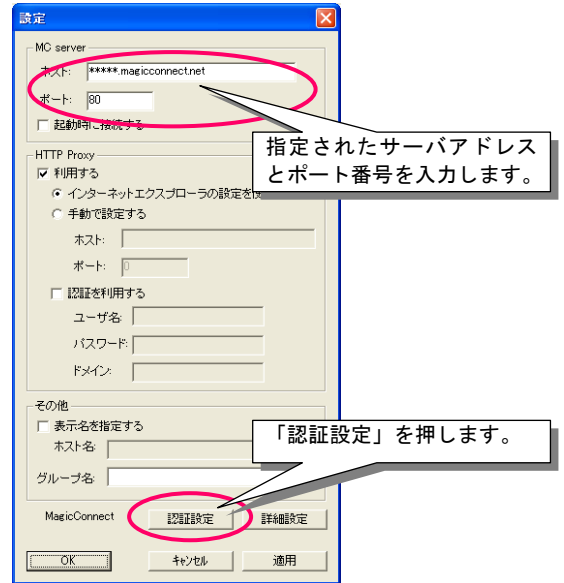 設定
MC server
ホスト: *****.magicconnect.net
ポート: 80
起動時に接続する
指定されたサーバアドレス
とポート番号を入力します。
HTTP Proxy
利用する
インターネットエクスプローラの設定を使
手動で設定する
ホスト:
ポート: 0
認証を利用する
ユーザ名:
パスワード:
ドメイン:
その他
表示名を指定する
「認証設定」を押します。
ホスト名:
グループ名:
MagicConnect 認証設定 詳細設定
OK キャンセル 適用